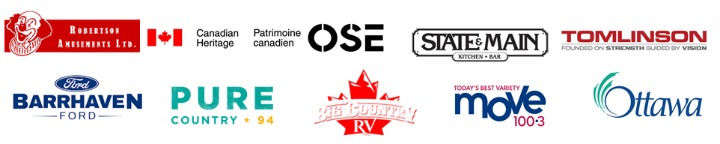 ROBERTSON
AMUSEMENTS LTD.
Canadian
Heritage
Patrimoine
canadien
OSE
STATE & MAIN
KITCHEN • BAR
TOMLINSON
FOUNDED ON STRENGTH GUIDED BY VISION
Ford
BARRHAVEN
FORD
PURE
COUNTRY 94
BIG COUNTRY
RV
TODAY'S BEST VARIETY
move
100•3
Ottawa